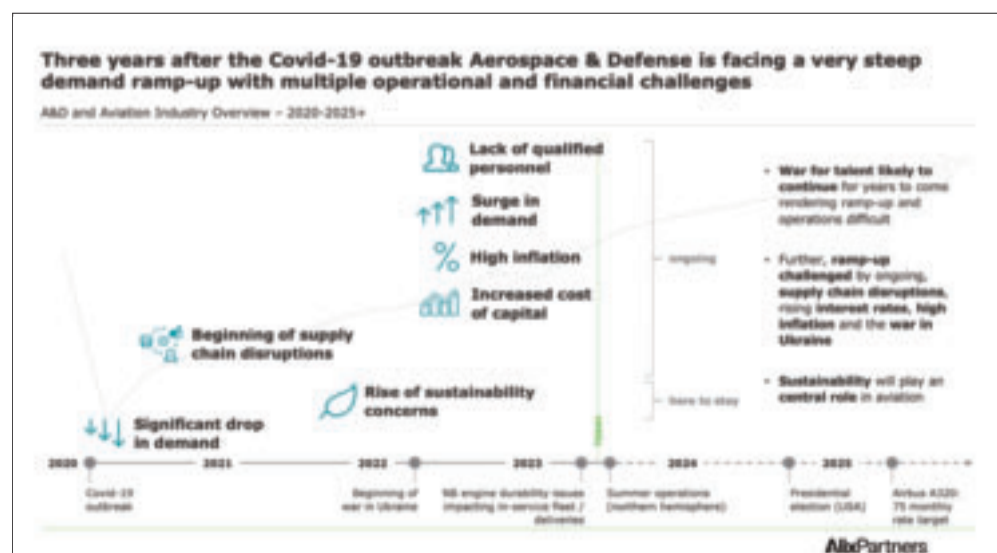 Three years after the Covid-19 outbreak Aerospace & Defense is facing a very steep
demand ramp-up with multiple operational and financial challenges
A&D and Aviation Industry Overview – 2020-2025+
Lack of qualified
personnel
Surge in
demand
High inflation
Increased cost
of capital
Beginning of supply
chain disruptions
Rise of sustainability
concerns
Significant drop
in demand
ongoing
here to stay
• War for talent likely to
continue for years to come
rendering ramp-up and
operations difficult
• Further, ramp-up
challenged by ongoing,
supply chain disruptions,
rising interest rates, high
inflation and the war in
Ukraine
• Sustainability will play an
central role in aviation
2020
2021
2022
2023
2024
2025
Covid-19
outbreak
Beginning of
war in Ukraine
NB engine durability issues
impacting in-service fleet /
deliveries
Summer operations
(northern hemisphere)
Presidential
election (USA)
Airbus A320:
75 monthly
rate target
AlixPartners